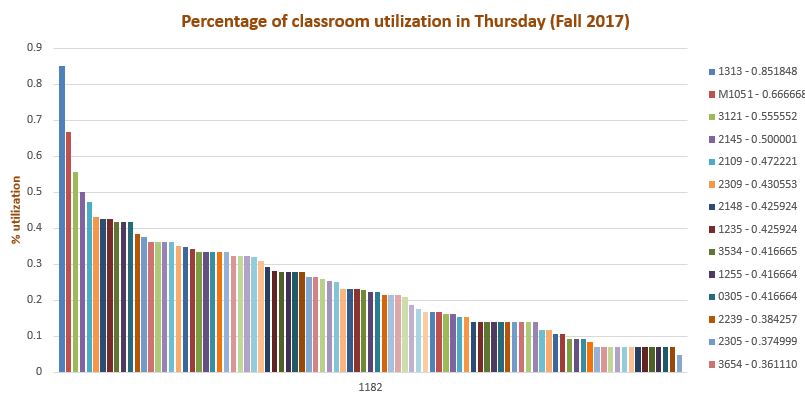 Percentage of classroom utilization in Thursday (Fall 2017)
% utilization
0.9
0.8
0.7
0.6
0.5
0.4
0.3
0.2
0.1
0
1182
1313 - 0.851848
M1051 - 0.666668
3121 - 0.555552
2145 - 0.500001
2109 - 0.472221
2309 - 0.430553
2148 - 0.425924
1235 - 0.425924
3534 - 0.416665
1255 - 0.416664
0305 - 0.416664
2239 - 0.384257
2305 - 0.374999
3654 - 0.361110